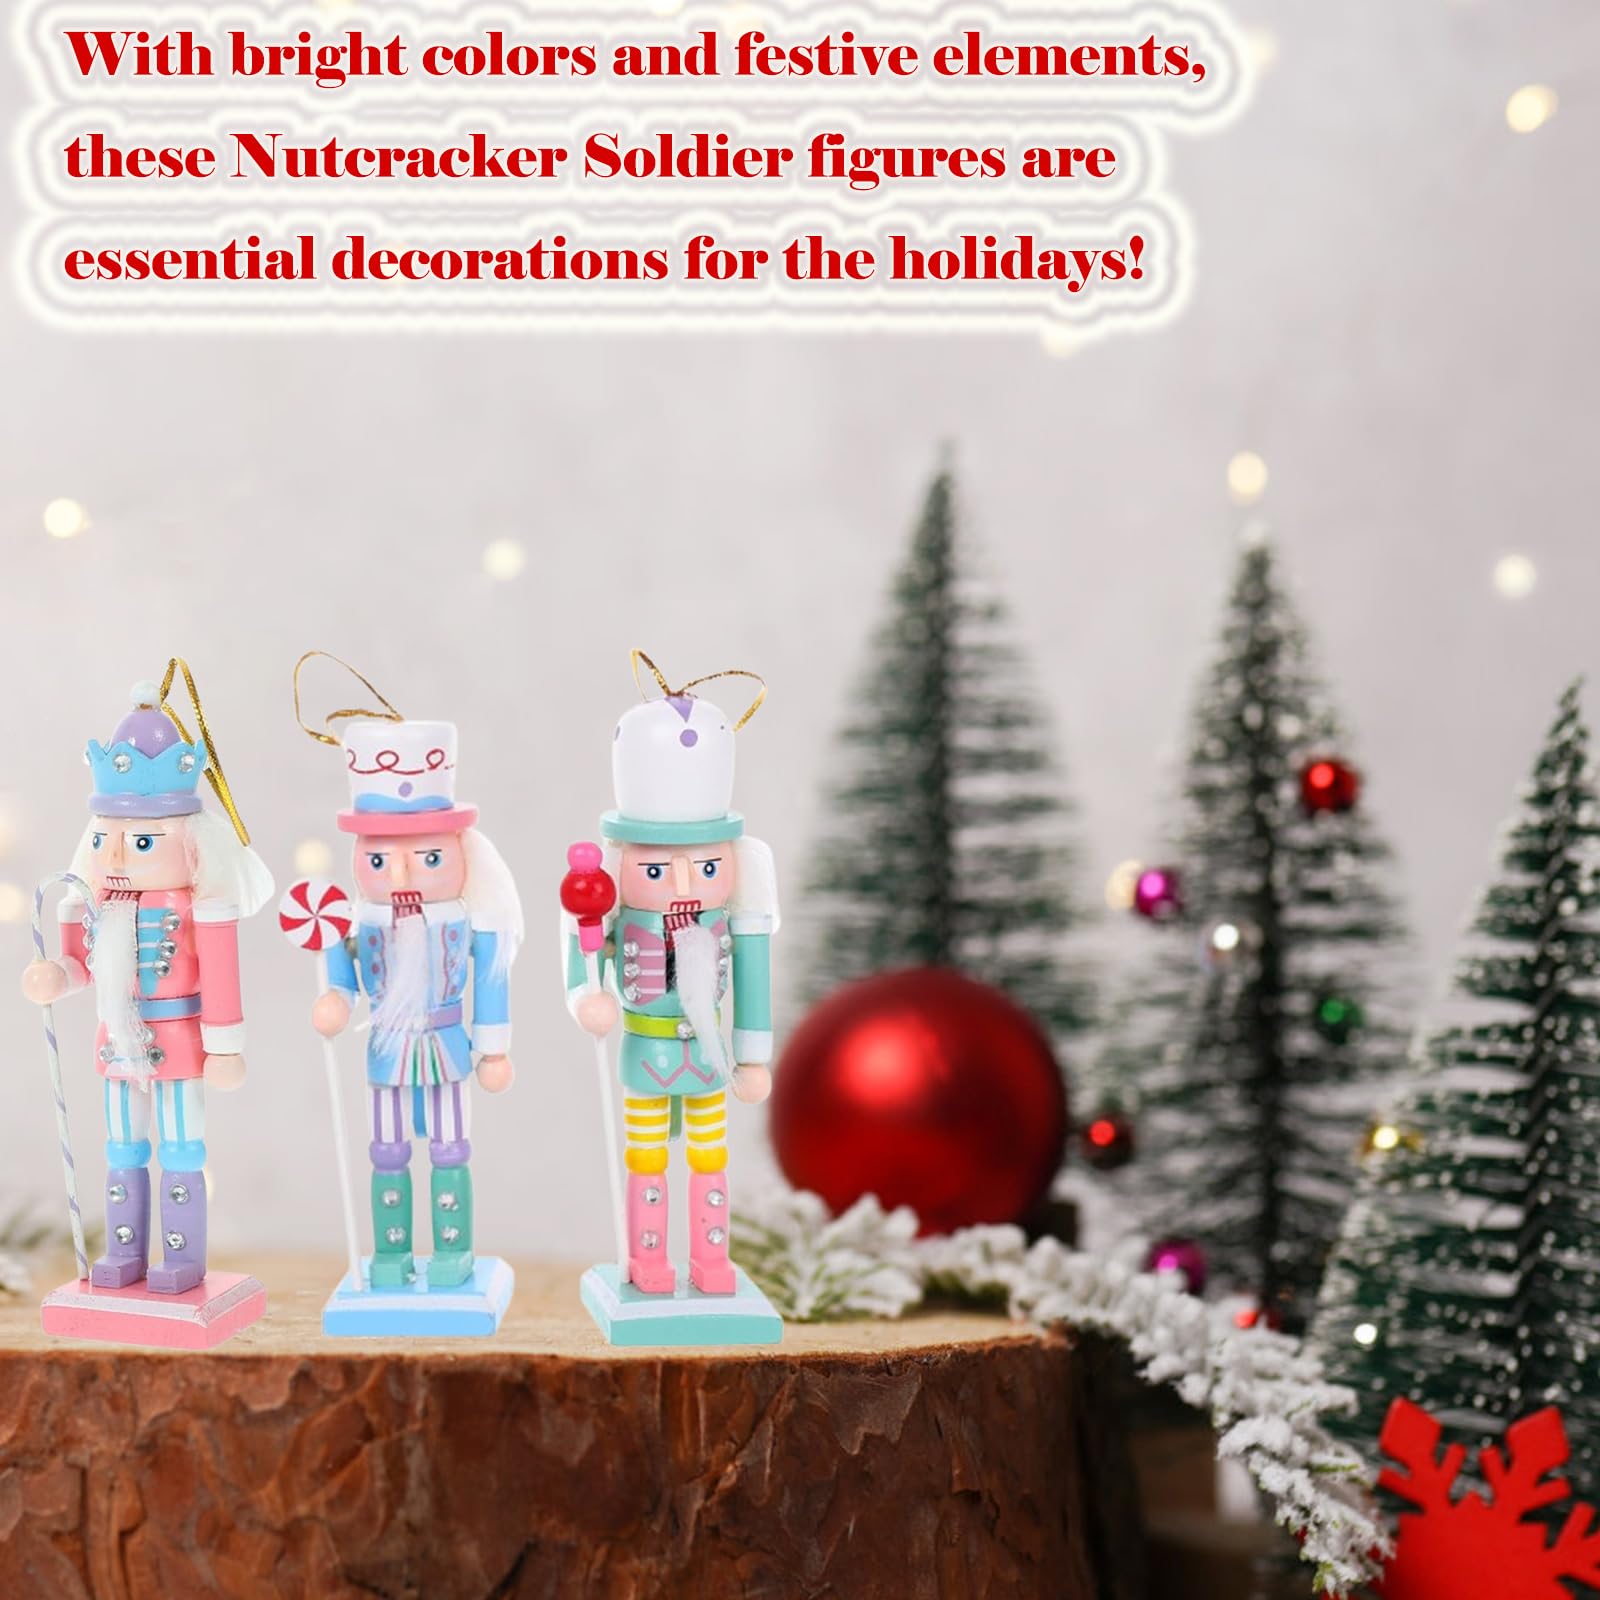 With bright colors and festive elements,
these Nutcracker Soldier figures are
essential decorations for the holidays!